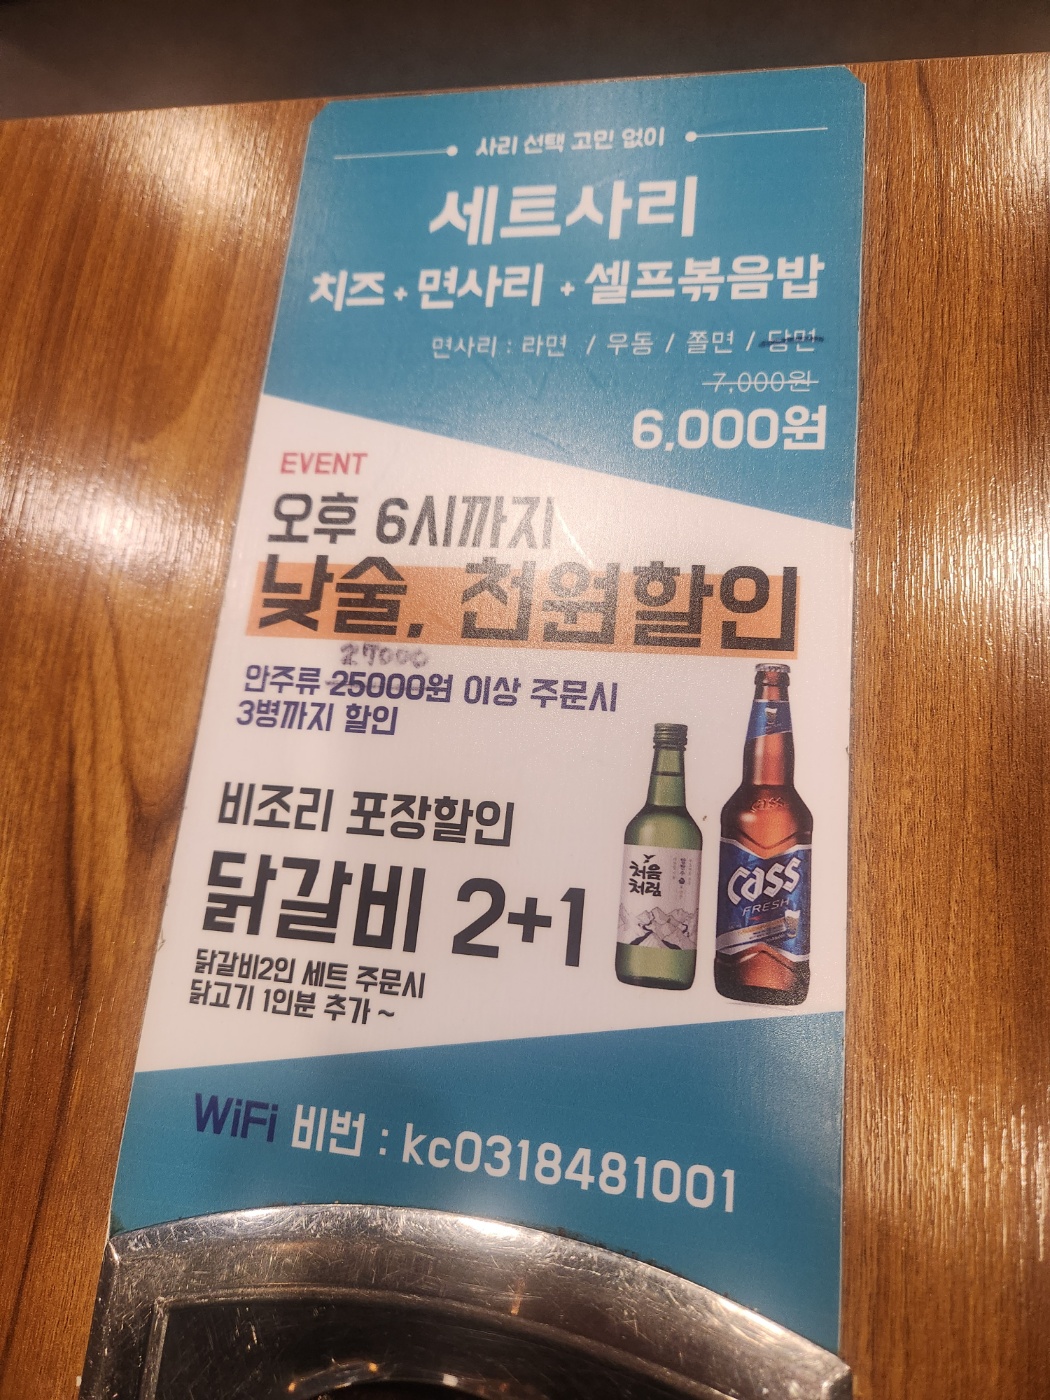 사리 선택 고민 없이
세트사리
치즈 + 면사리 + 셀프볶음밥
면사리 : 라면 / 우동 / 쫄면 / 당면
7,000원
6,000원
EVENT
오후 6시까지
낮술, 천원할인
27000
안주류 25000원 이상 주문시
3병까지 할인
비조리 포장할인
닭갈비 2+1
닭갈비2인 세트 주문시
닭고기 1인분 추가 ~
처음
처럼
Cass
FRESH
WiFi 비번 : kc0318481001